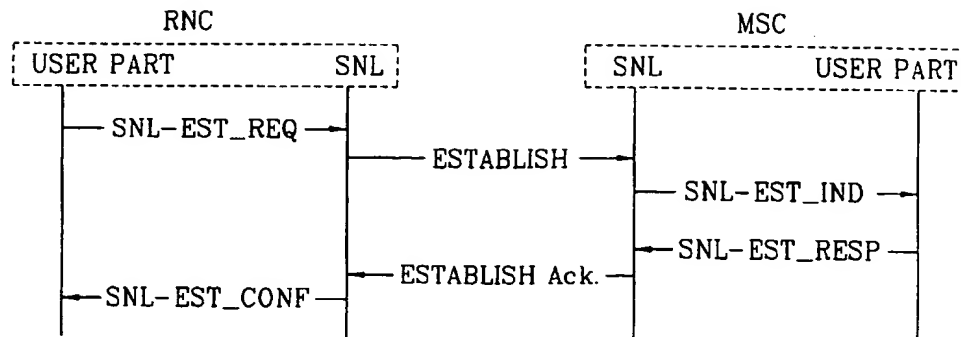 RNC
MSC
USER PART SNL
SNL USER PART
SNL-EST_REQ
ESTABLISH
SNL-EST_IND
SNL-EST_RESP
ESTABLISH Ack.
SNL-EST_CONF